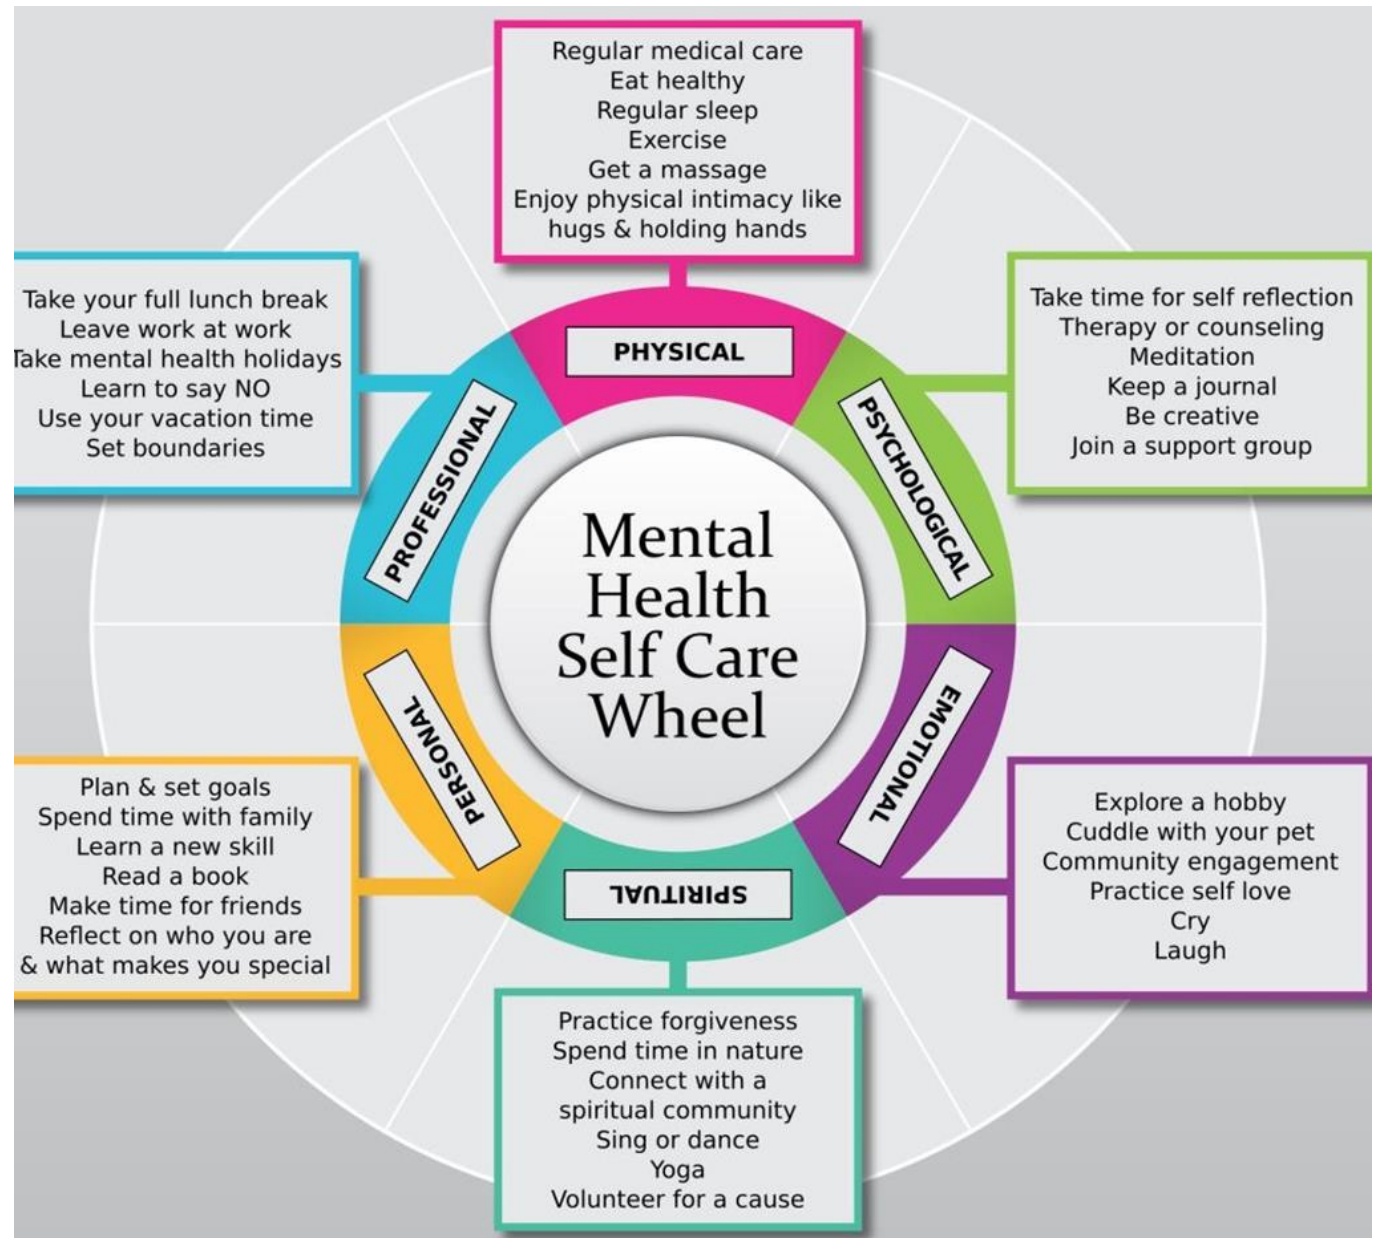 Regular medical care
Eat healthy
Regular sleep
Exercise
Get a massage
Enjoy physical intimacy like
hugs & holding hands
PHYSICAL
Take your full lunch break
Leave work at work
Take mental health holidays
Learn to say NO
Use your vacation time
Set boundaries
PROFESSIONAL
Take time for self reflection
Therapy or counseling
Meditation
Keep a journal
Be creative
Join a support group
PSYCHOLOGICAL
Mental
Health
Self Care
Wheel
PERSONAL
Plan & set goals
Spend time with family
Learn a new skill
Read a book
Make time for friends
Reflect on who you are
& what makes you special
EMOTIONAL
Explore a hobby
Cuddle with your pet
Community engagement
Practice self love
Cry
Laugh
SPIRITUAL
Practice forgiveness
Spend time in nature
Connect with a
spiritual community
Sing or dance
Yoga
Volunteer for a cause